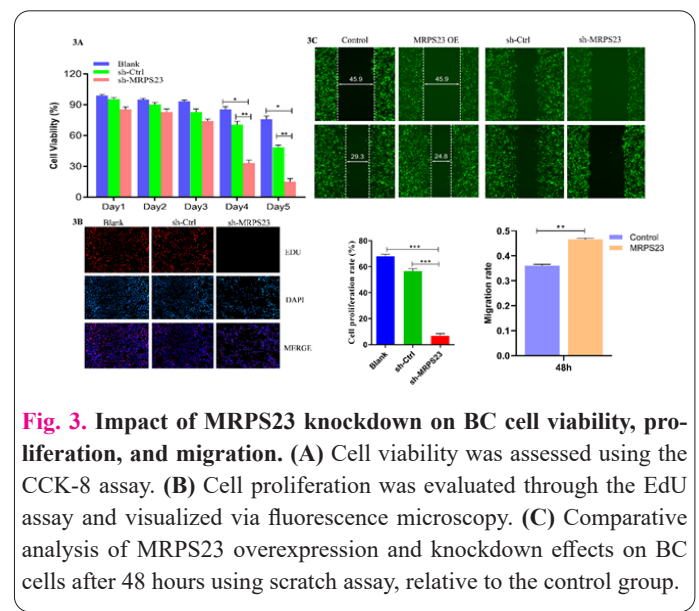 3A
Blank
sh-Ctrl
sh-MRPS23
Cell Viability (%)
120
90
60
30
0
* ** * **
Day1 Day2 Day3 Day4 Day5
3C
Control MRPS23 OE sh-Ctrl sh-MRPS23
45.9 45.9
29.3 24.8
3B
Blank sh-Ctrl sh-MRPS23
EDU
DAPI
MERGE
Cell proliferation rate (%)
80
60
40
20
0
***
***
Blank sh-Ctrl sh-MRPS23
Migration rate
0.5
0.4
0.3
0.2
0.1
0.0
**
48h
Control
MRPS23
Fig. 3. Impact of MRPS23 knockdown on BC cell viability, pro-
liferation, and migration. (A) Cell viability was assessed using the
CCK-8 assay. (B) Cell proliferation was evaluated through the EdU
assay and visualized via fluorescence microscopy. (C) Comparative
analysis of MRPS23 overexpression and knockdown effects on BC
cells after 48 hours using scratch assay, relative to the control group.